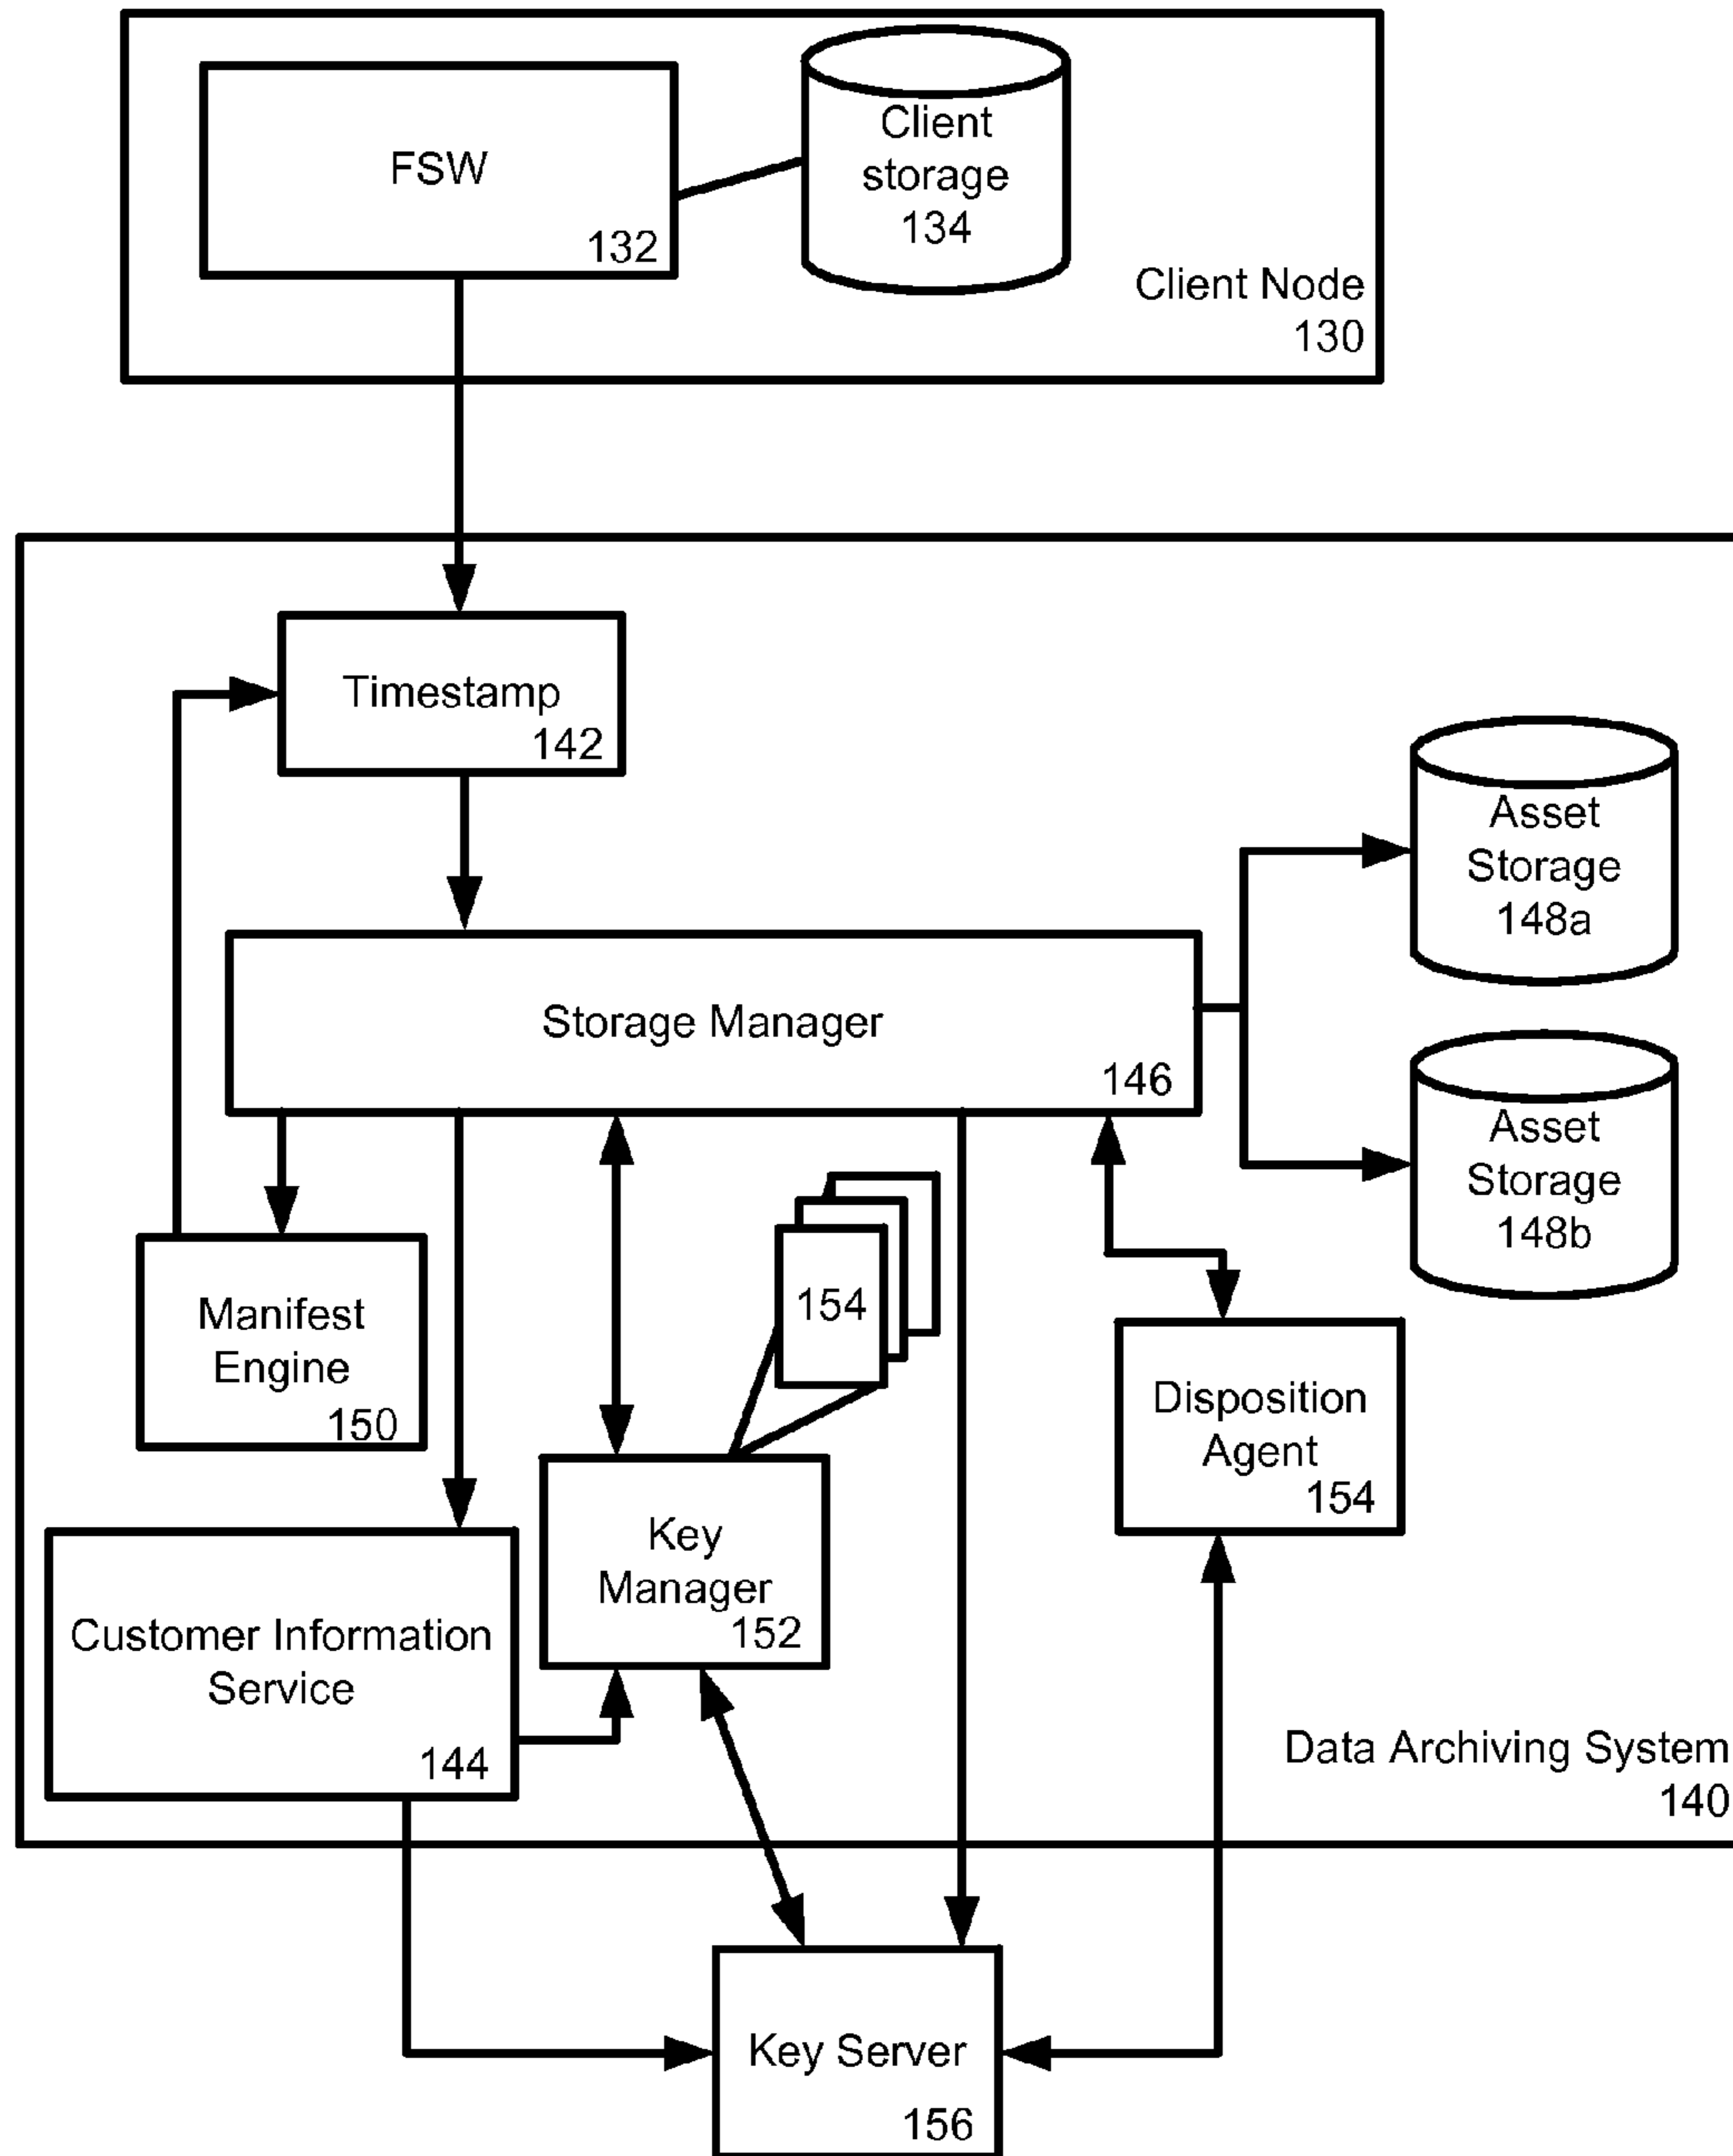 FSW
132
Client
storage
134
Client Node
130
Timestamp
142
Asset
Storage
148a
Storage Manager
146
Asset
Storage
148b
154
Manifest
Engine
150
Disposition
Agent
154
Key
Manager
152
Customer Information
Service
144
Data Archiving System
140
Key Server
156